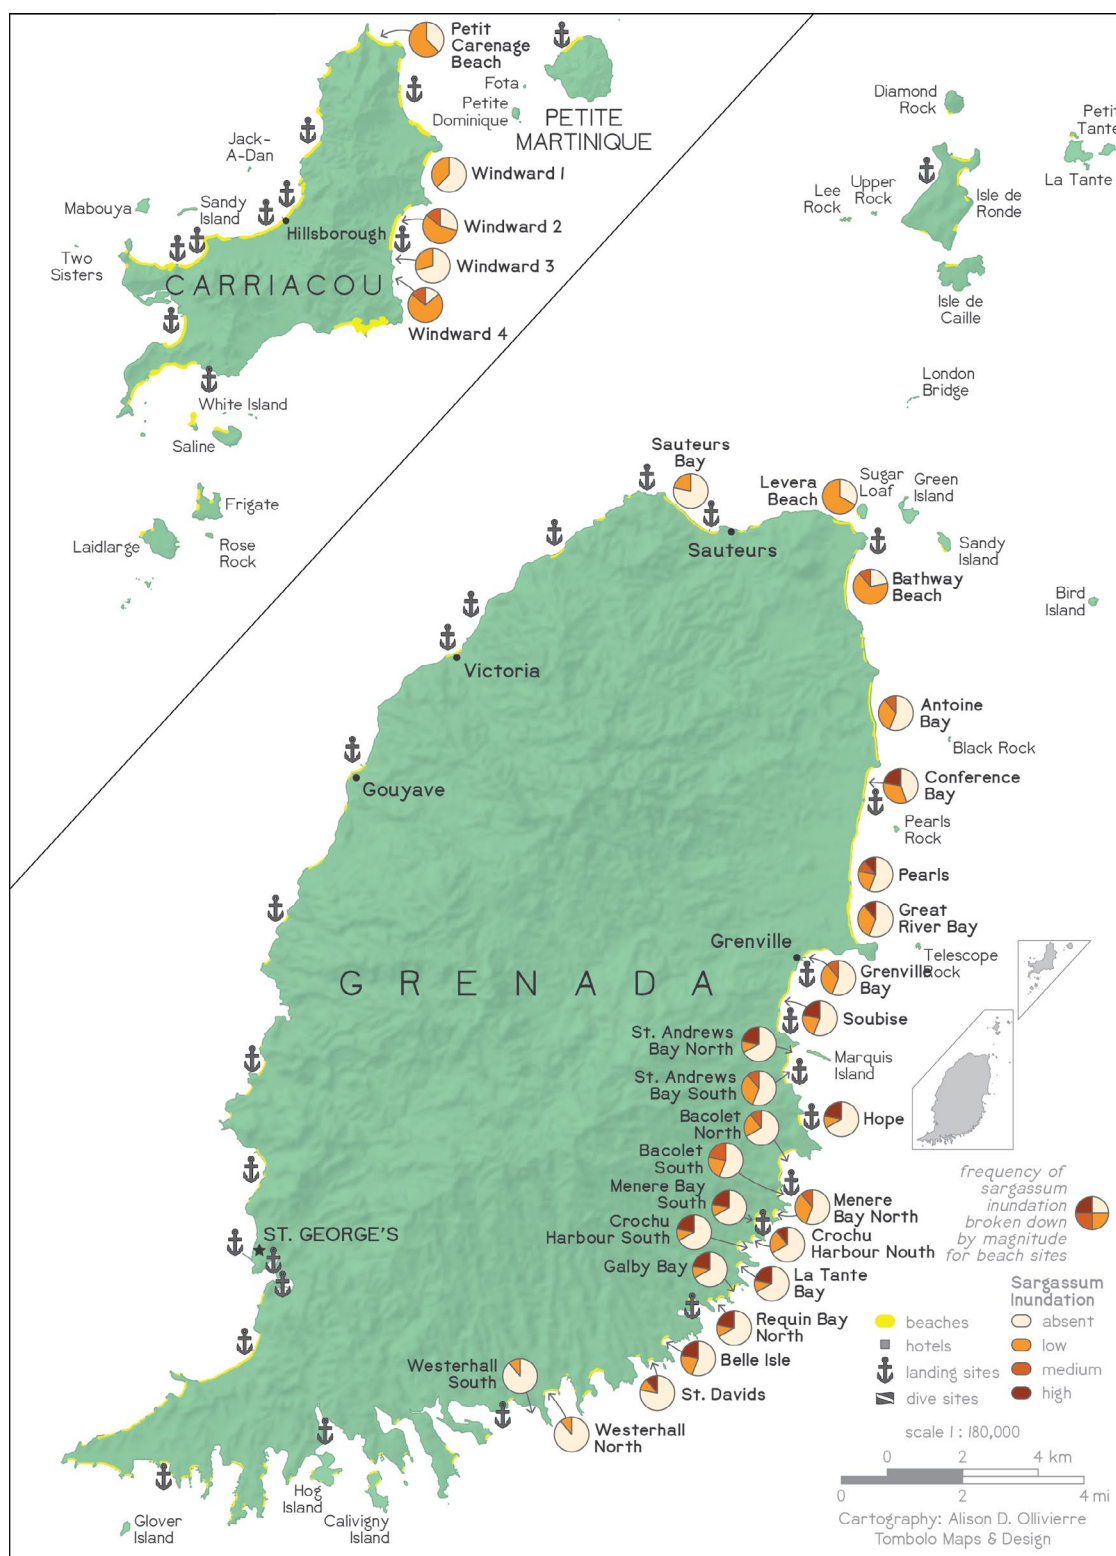 Petit
Carenage
Beach
Fota
Petite
Dominique
PETITE
MARTINIQUE
Jack-
A-Dan
Windward 1
Mabouya
Sandy
Island
Hillsborough
Windward 2
Two
Sisters
Windward 3
CARRIACOU
Windward 4
White Island
Saline
Frigate
Laidlarge
Rose
Rock
Diamond
Rock
Petit
Tante
La Tante
Lee
Rock
Upper
Rock
Isle de
Ronde
Isle de
Caille
London
Bridge
Sauteurs
Bay
Levera
Beach
Sugar
Loaf
Green
Island
Sauteurs
Sandy
Island
Bathway
Beach
Bird
Island
Victoria
Antoine
Bay
Black Rock
Gouyave
Conference
Bay
Pearls
Rock
Pearls
Great
River Bay
Grenville
Telescope
Rock
Grenville
Bay
GRENADA
Soubise
St. Andrews
Bay North
Marquis
Island
St. Andrews
Bay South
Bacolet
North
Hope
Bacolet
South
Menere Bay
South
Menere
Bay North
Crochu
Harbour South
Crochu
Harbour Nouth
ST. GEORGE'S
Galby Bay
La Tante
Bay
Requin Bay
North
Belle Isle
Westerhall
South
St. Davids
Westerhall
North
Hog
Island
Calivigny
Island
Glover
Island
frequency of
sargassum
inundation
broken down
by magnitude
for beach sites
Sargassum
Inundation
beaches
absent
hotels
low
landing sites
medium
dive sites
high
scale 1 : 180,000
0 2 4 km
0 2 4 mi
Cartography: Alison D. Ollivierre
Tombolo Maps & Design